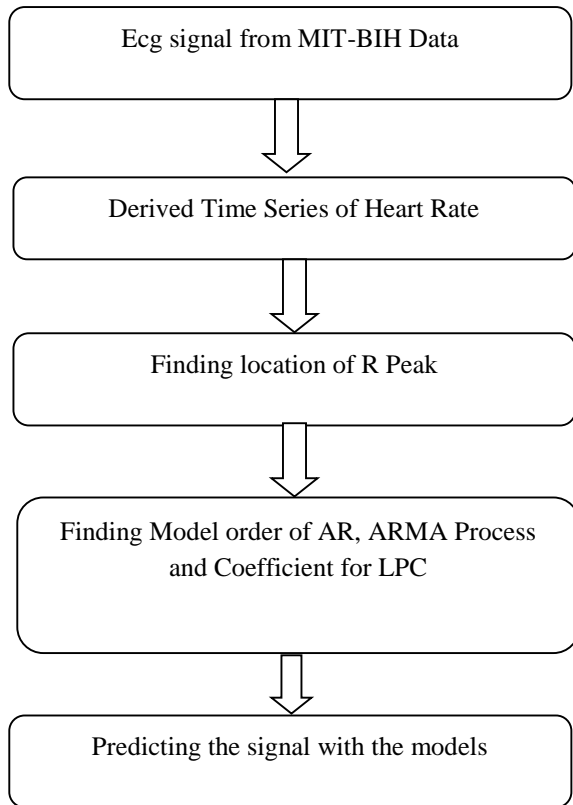 Ecg signal from MIT-BIH Data
Derived Time Series of Heart Rate
Finding location of R Peak
Finding Model order of AR, ARMA Process
and Coefficient for LPC
Predicting the signal with the models